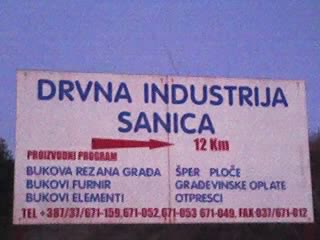 DRVNA INDUSTRIJA
SANICA
12 Km
PROIZVODNI PROGRAM
BUKOVA REZANA GRAĐA
BUKOVI FURNIR
BUKOVI ELEMENTI
ŠPER PLOČE
GRAĐEVINSKE OPLATE
OTPRESCI
TEL +387/37/671-159,671-052,671-053 671-049, FAX 037/671-012